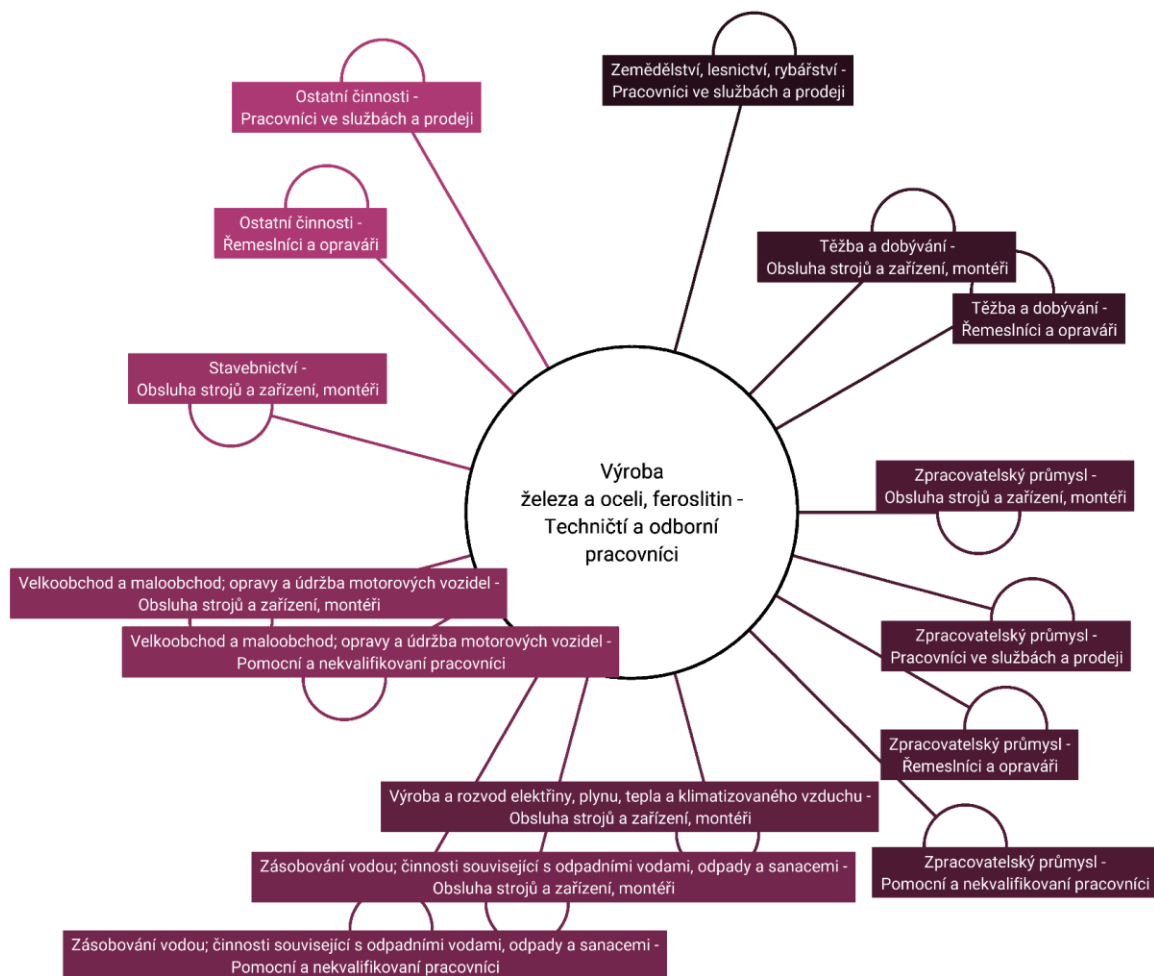 Zemědělství, lesnictví, rybářství -
Pracovníci ve službách a prodeji
Ostatní činnosti -
Pracovníci ve službách a prodeji
Ostatní činnosti -
Řemeslníci a opraváři
Těžba a dobývání -
Obsluha strojů a zařízení, montéři
Těžba a dobývání -
Řemeslníci a opraváři
Stavebnictví -
Obsluha strojů a zařízení, montéři
Výroba
železa a oceli, feroslitin -
Techničtí a odborní
pracovníci
Zpracovatelský průmysl -
Obsluha strojů a zařízení, montéři
Velkoobchod a maloobchod; opravy a údržba motorových vozidel -
Obsluha strojů a zařízení, montéři
Velkoobchod a maloobchod; opravy a údržba motorových vozidel -
Pomocní a nekvalifikovaní pracovníci
Zpracovatelský průmysl -
Pracovníci ve službách a prodeji
Zpracovatelský průmysl -
Řemeslníci a opraváři
Výroba a rozvod elektřiny, plynu, tepla a klimatizovaného vzduchu -
Obsluha strojů a zařízení, montéři
Zpracovatelský průmysl -
Pomocní a nekvalifikovaní pracovníci
Zásobování vodou; činnosti související s odpadními vodami, odpady a sanacemi -
Obsluha strojů a zařízení, montéři
Zásobování vodou; činnosti související s odpadními vodami, odpady a sanacemi -
Pomocní a nekvalifikovaní pracovníci